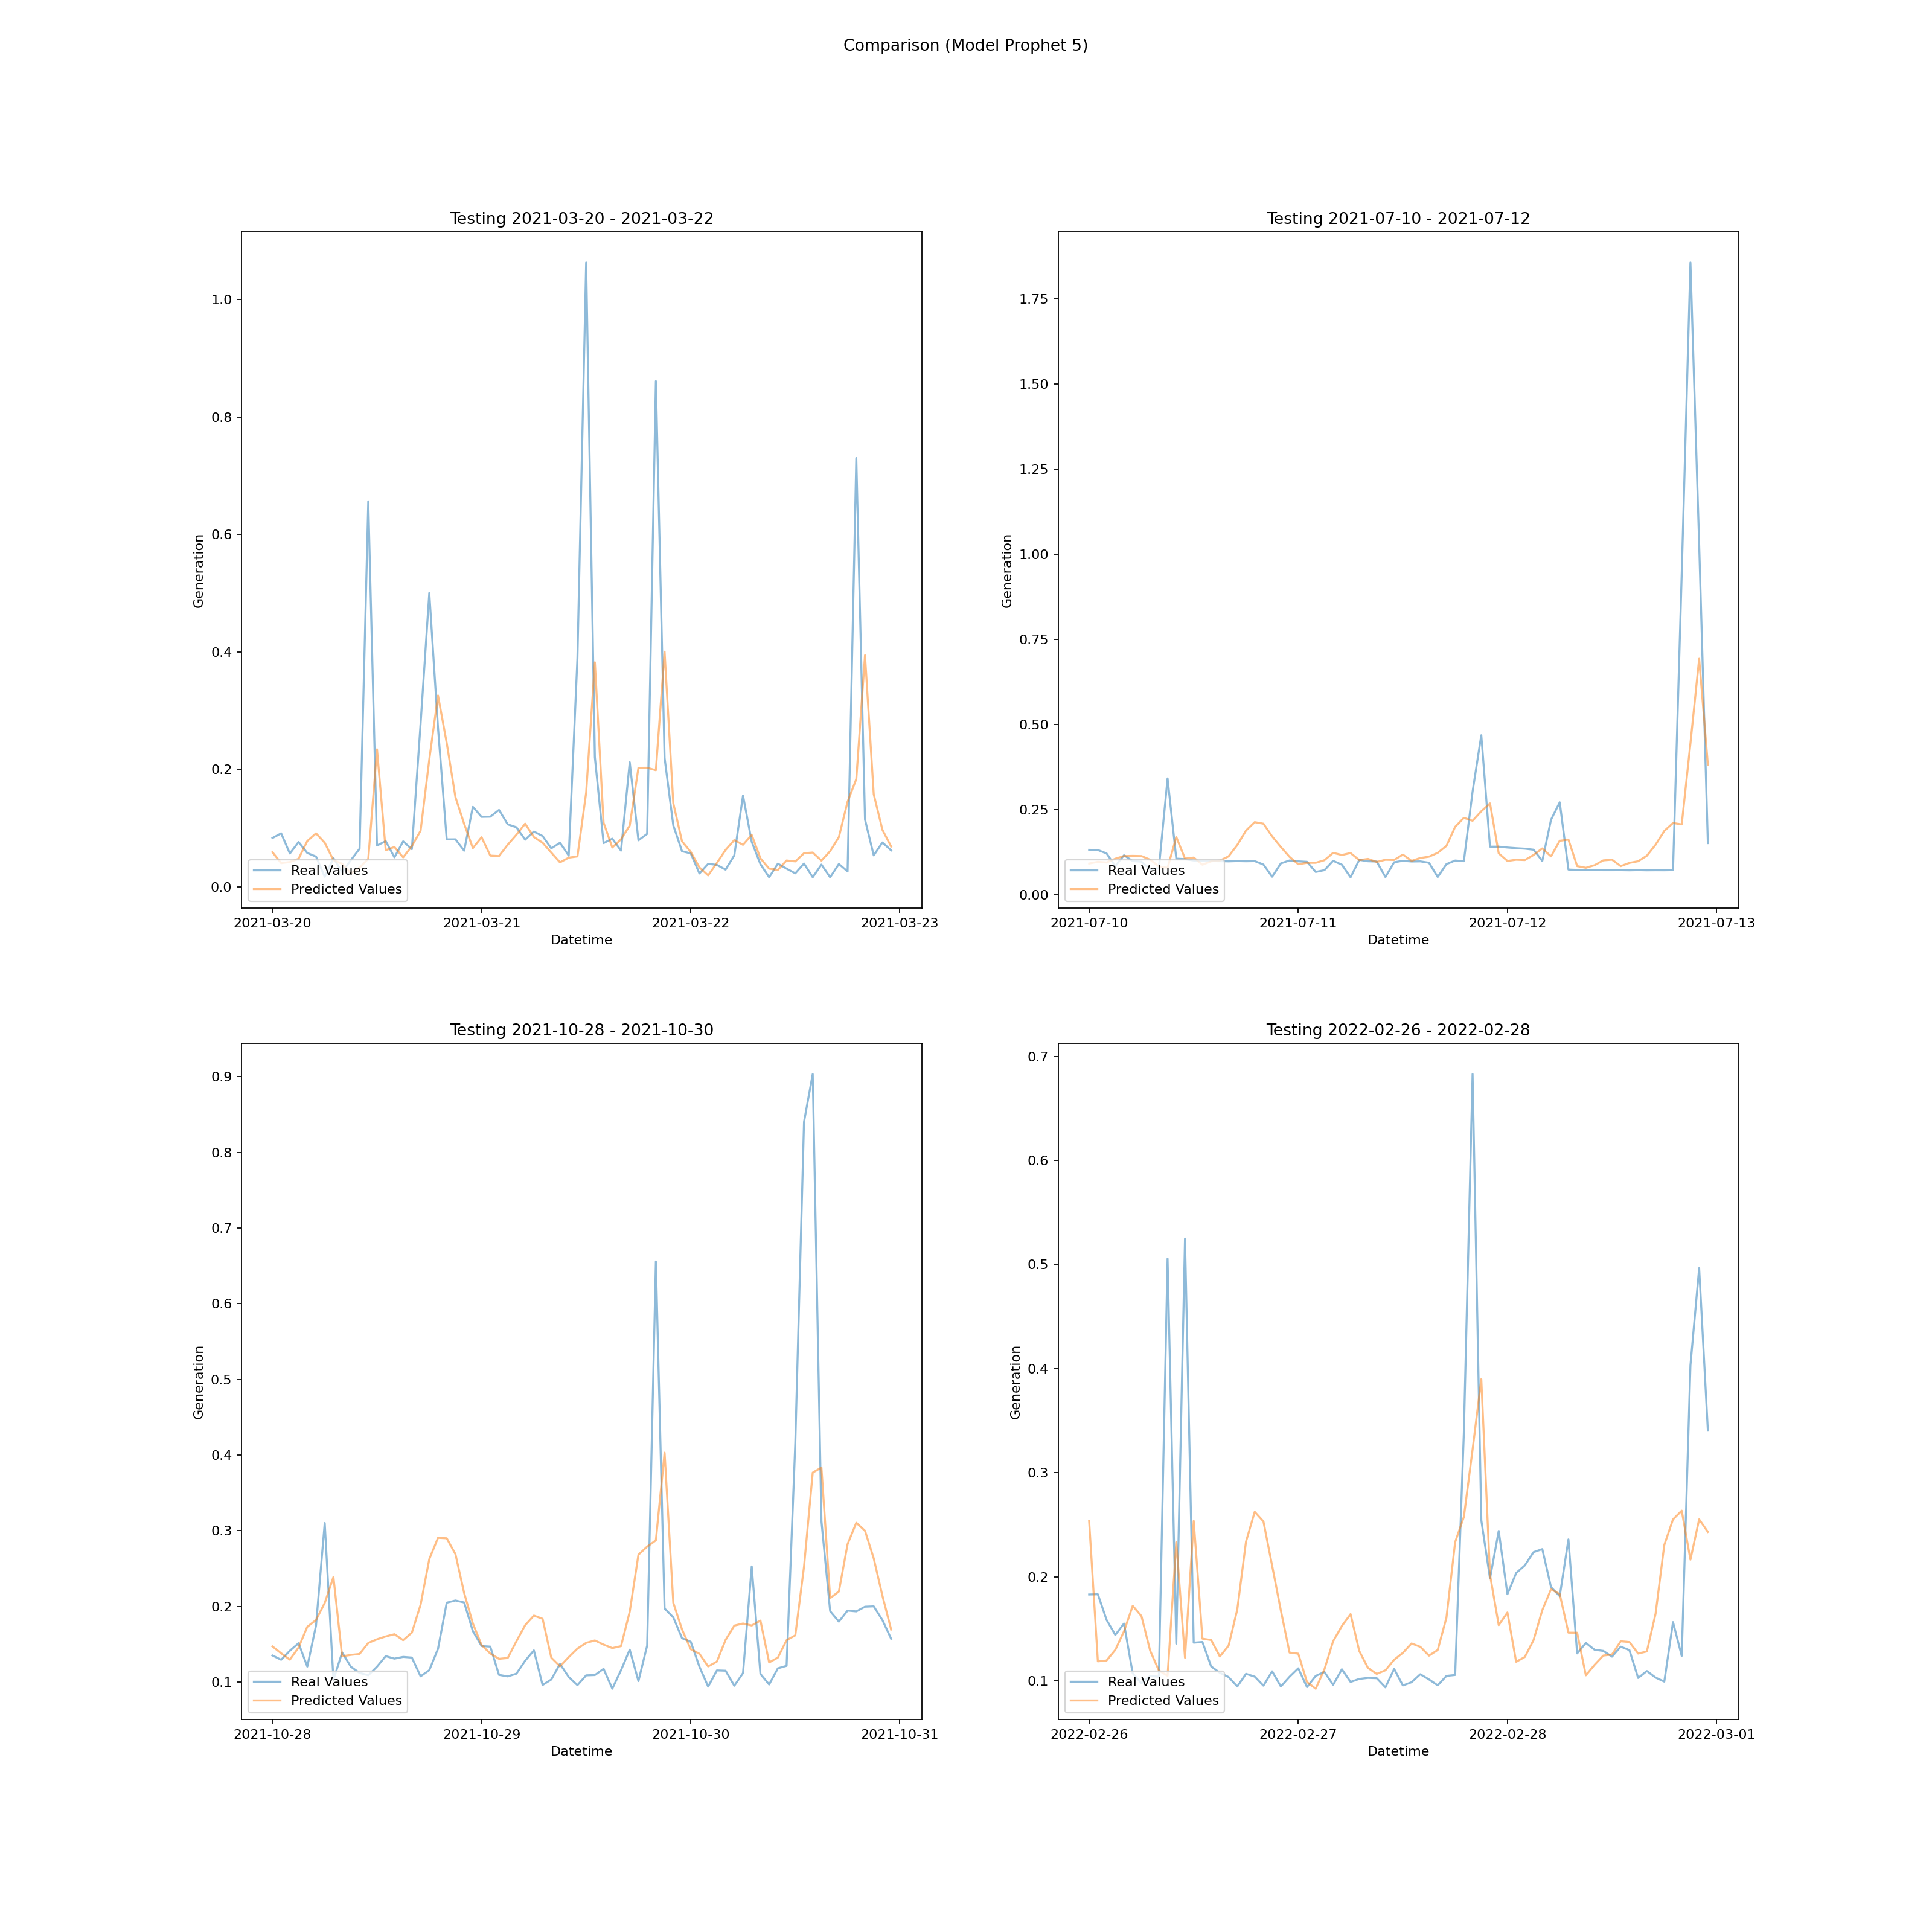 Comparison (Model Prophet 5)
Testing 2021-03-20 - 2021-03-22
1.0
0.8
0.6
0.4
0.2
0.0
Generation
Real Values
Predicted Values
2021-03-20 2021-03-21 2021-03-22 2021-03-23
Datetime
Testing 2021-07-10 - 2021-07-12
1.75
1.50
1.25
1.00
0.75
0.50
0.25
0.00
Generation
Real Values
Predicted Values
2021-07-10 2021-07-11 2021-07-12 2021-07-13
Datetime
Testing 2021-10-28 - 2021-10-30
0.9
0.8
0.7
0.6
0.5
0.4
0.3
0.2
0.1
Generation
Real Values
Predicted Values
2021-10-28 2021-10-29 2021-10-30 2021-10-31
Datetime
Testing 2022-02-26 - 2022-02-28
0.7
0.6
0.5
0.4
0.3
0.2
0.1
Generation
Real Values
Predicted Values
2022-02-26 2022-02-27 2022-02-28 2022-03-01
Datetime